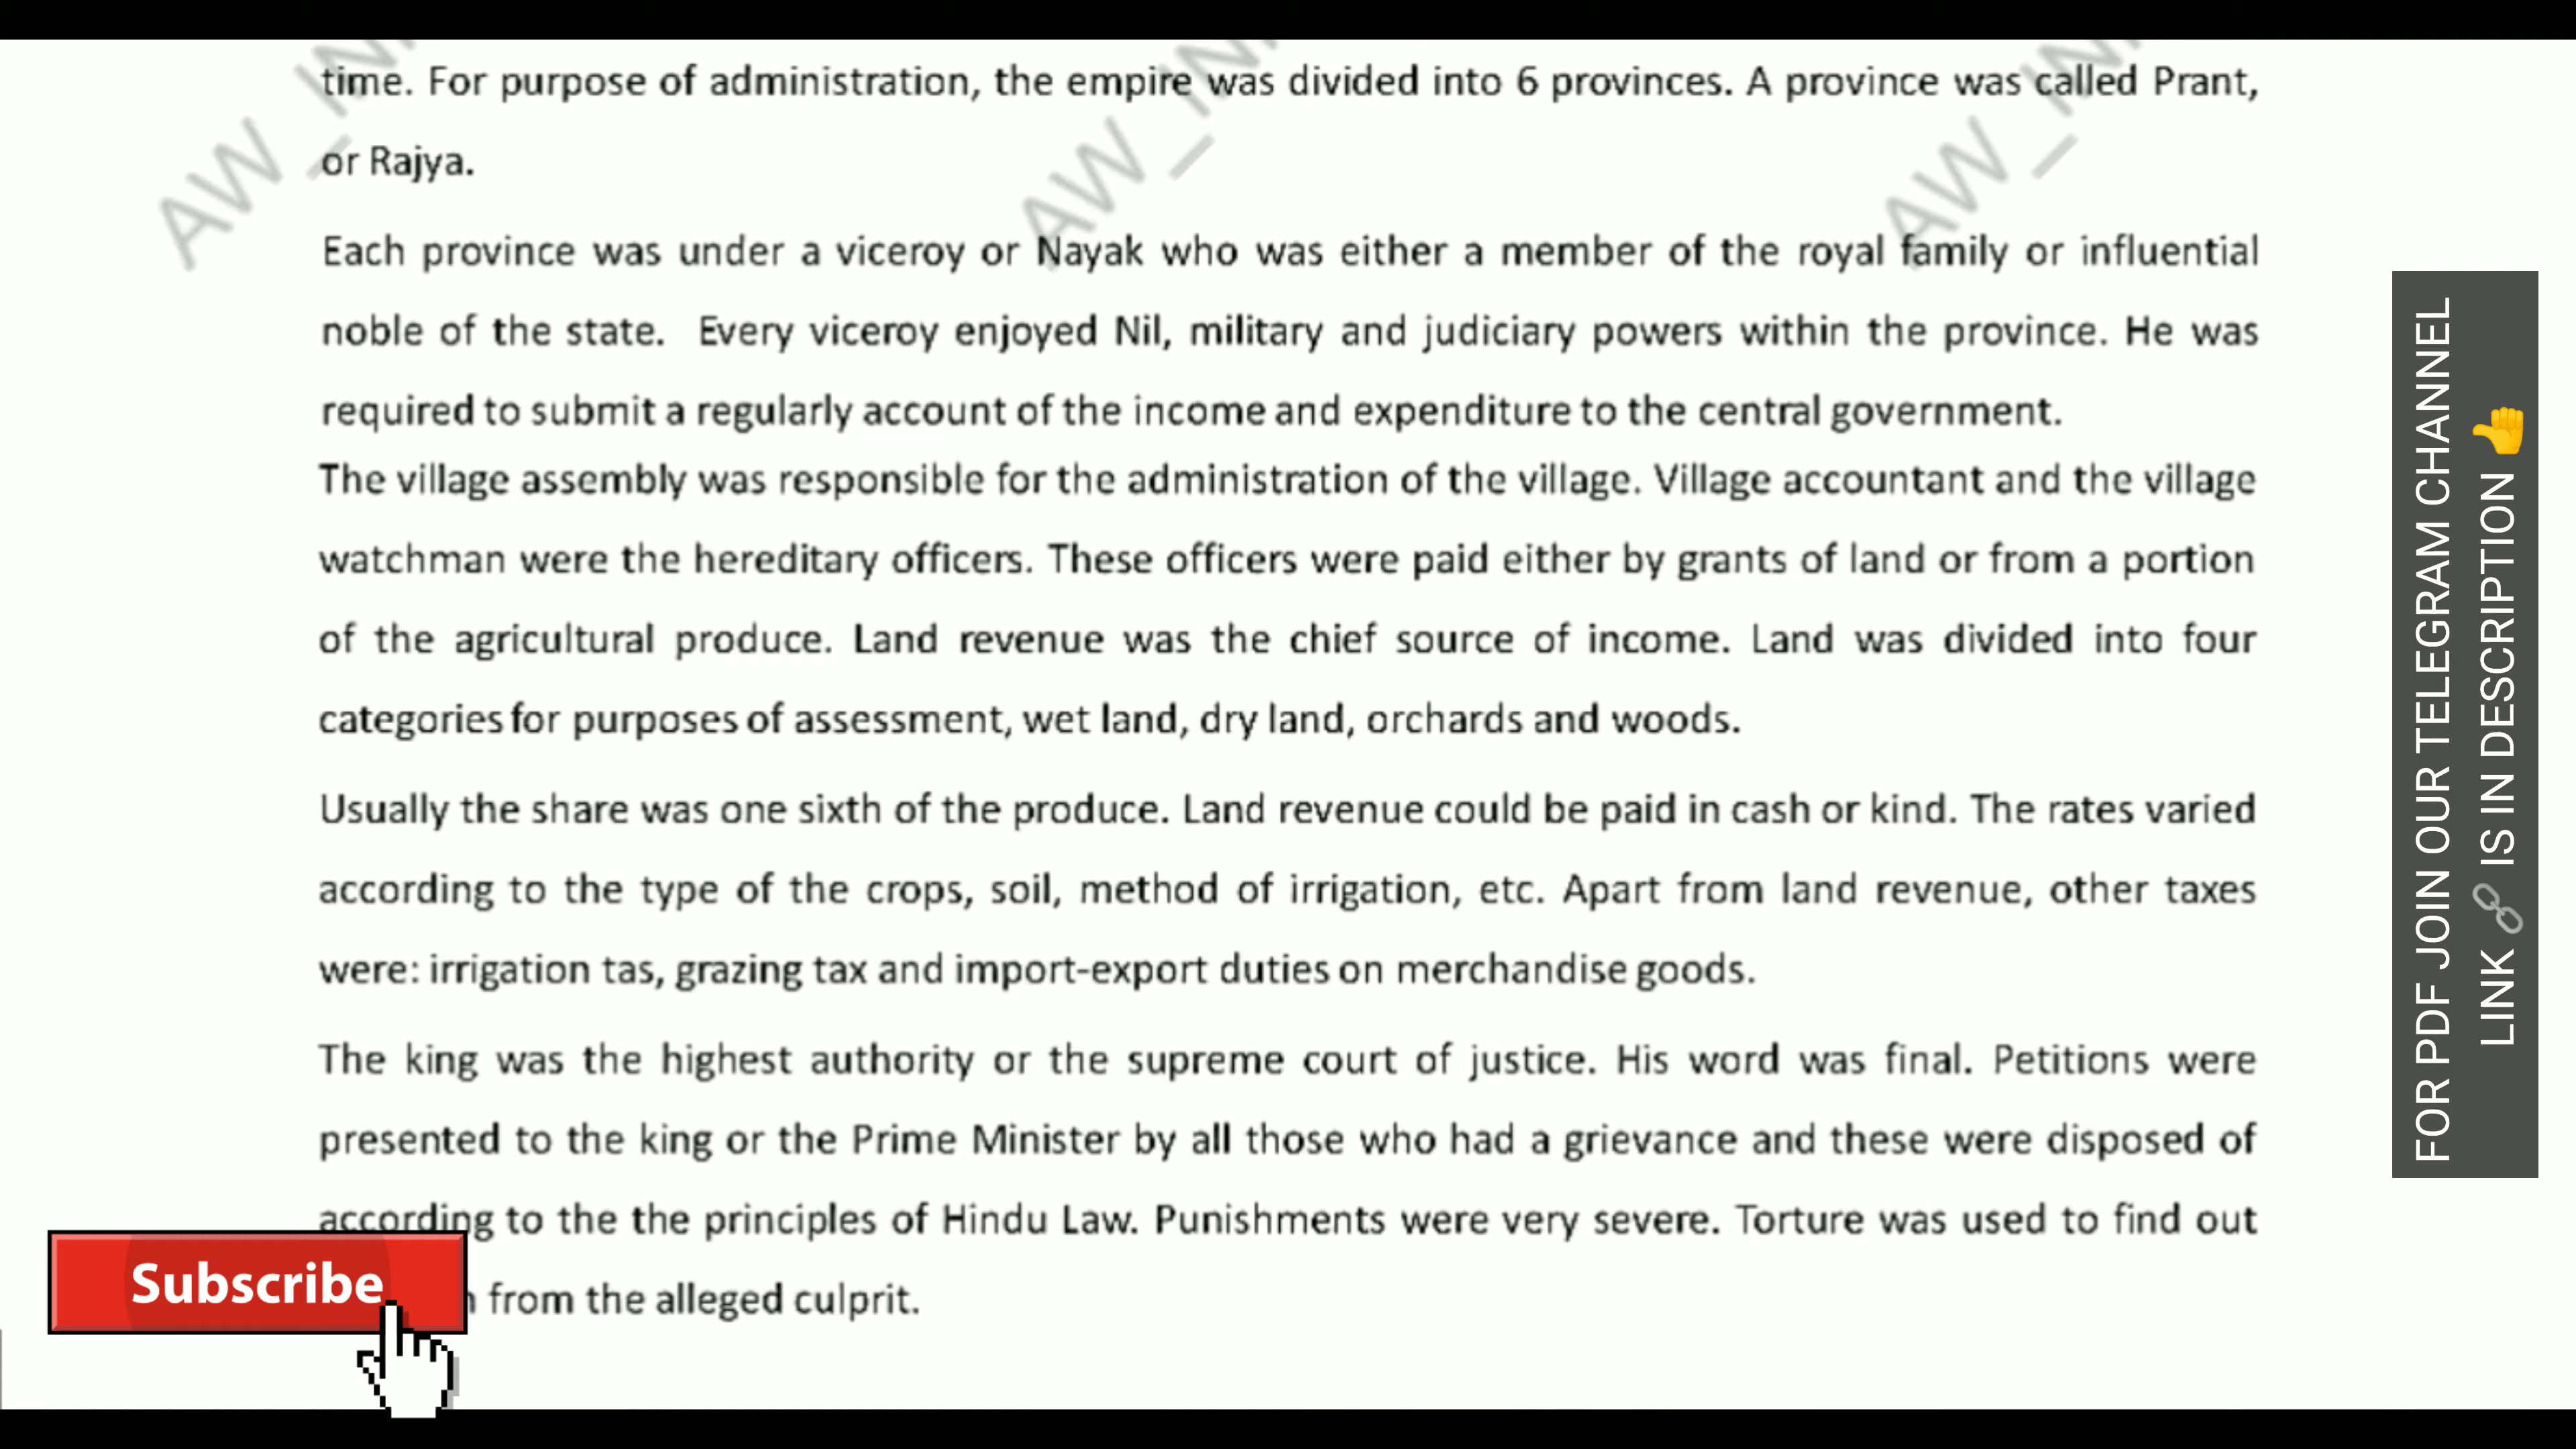 time. For purpose of administration, the empire was divided into 6 provinces. A province was called Prant,
or Rajya.
Each province was under a viceroy or Nayak who was either a member of the royal family or influential
noble of the state. Every viceroy enjoyed Nil, military and judiciary powers within the province. He was
required to submit a regularly account of the income and expenditure to the central government.
The village assembly was responsible for the administration of the village. Village accountant and the village
watchman were the hereditary officers. These officers were paid either by grants of land or from a portion
of the agricultural produce. Land revenue was the chief source of income. Land was divided into four
categories for purposes of assessment, wet land, dry land, orchards and woods.
Usually the share was one sixth of the produce. Land revenue could be paid in cash or kind. The rates varied
according to the type of the crops, soil, method of irrigation, etc. Apart from land revenue, other taxes
were: irrigation tas, grazing tax and import-export duties on merchandise goods.
The king was the highest authority or the supreme court of justice. His word was final. Petitions were
presented to the king or the Prime Minister by all those who had a grievance and these were disposed of
according to the the principles of Hindu Law. Punishments were very severe. Torture was used to find out
from the alleged culprit.
Subscribe
FOR PDF JOIN OUR TELEGRAM CHANNEL
LINK 🔗 IS IN DESCRIPTION 👍